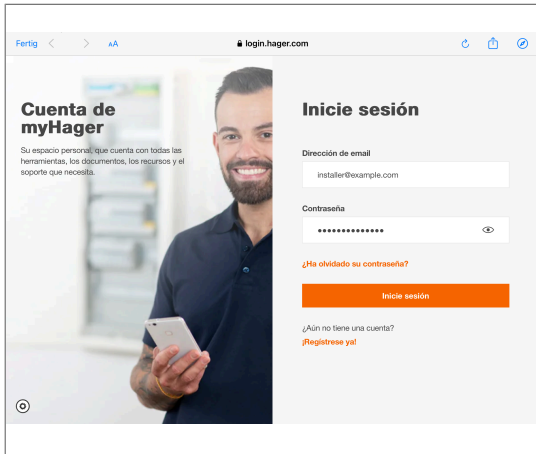 Fertig
AA
login.hager.com
Cuenta de
myHager
Su espacio personal, que cuenta con todas las
herramientas, los documentos, los recursos y el
soporte que necesita.
Inicie sesión
Dirección de email
installer@example.com
Contraseña
••••••••••••••
¿Ha olvidado su contraseña?
Inicie sesión
¿Aún no tiene una cuenta?
¡Regístrese ya!